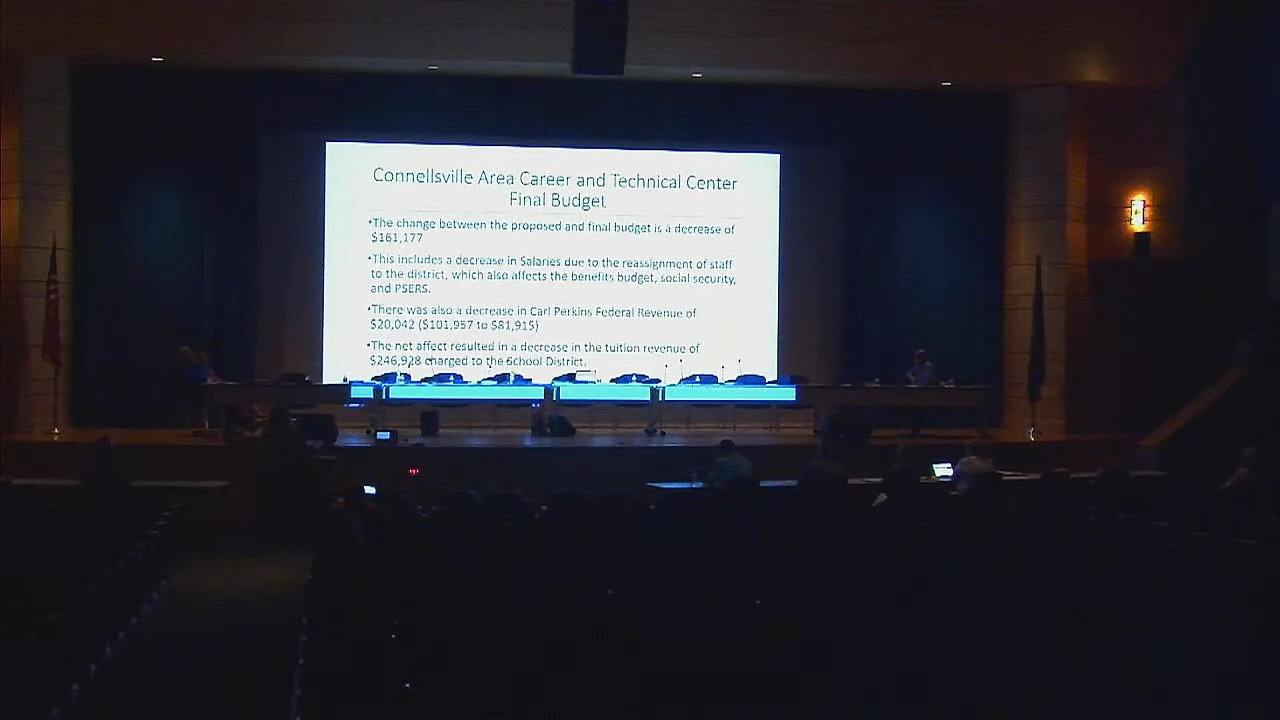 Connellsville Area Career and Technical Center
Final Budget
•The change between the proposed and final budget is a decrease of
$161,177
•This includes a decrease in Salaries due to the reassignment of staff
to the district, which also affects the benefits budget, social security,
and PSERS.
•There was also a decrease in Carl Perkins Federal Revenue of
$20,042 ($101,957 to $81,915)
•The net affect resulted in a decrease in the tuition revenue of
$246,928 charged to the School District.